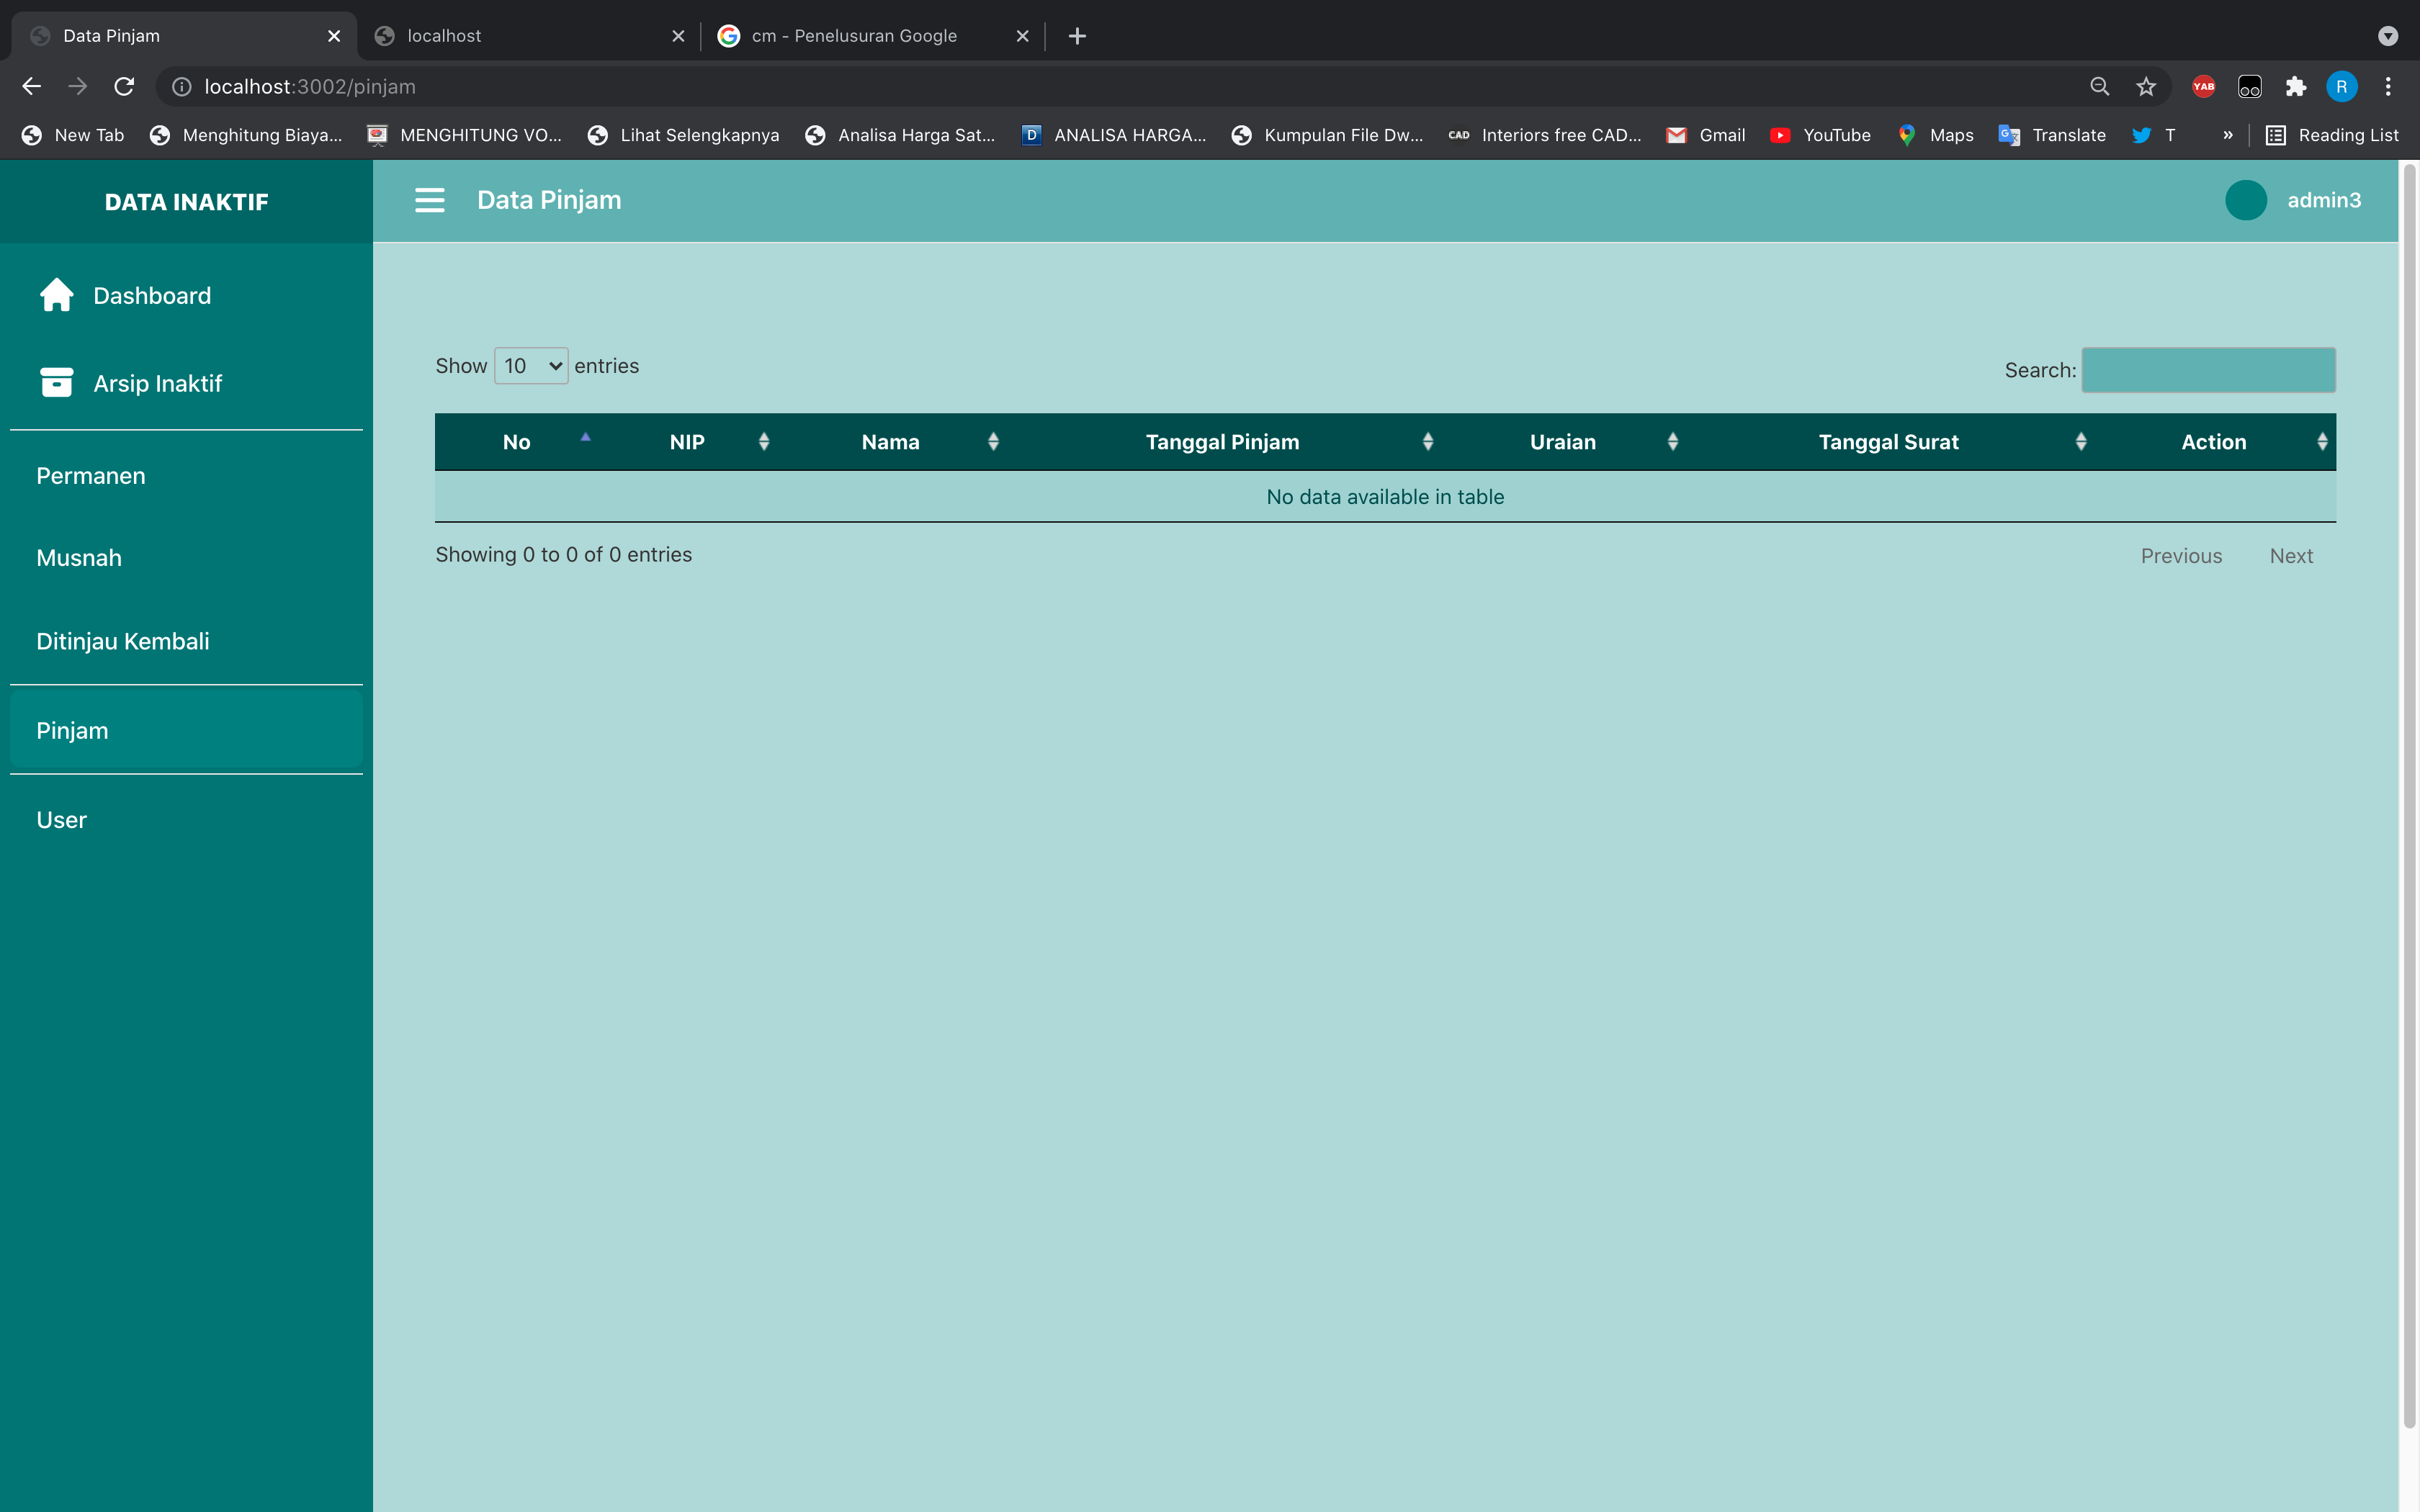 Data Pinjam
localhost
cm - Penelusuran Google
localhost:3002/pinjam
YAB
R
New Tab
Menghitung Biaya...
MENGHITUNG VO...
Lihat Selengkapnya
Analisa Harga Sat...
D
ANALISA HARGA...
Kumpulan File Dw...
CAD
Interiors free CAD...
Gmail
YouTube
Maps
Translate
T
»
Reading List
DATA INAKTIF
Data Pinjam
admin3
Dashboard
Arsip Inaktif
Permanen
Musnah
Ditinjau Kembali
Pinjam
User
Show 10 entries
Search:
No NIP Nama Tanggal Pinjam Uraian Tanggal Surat Action
No data available in table
Showing 0 to 0 of 0 entries
Previous Next